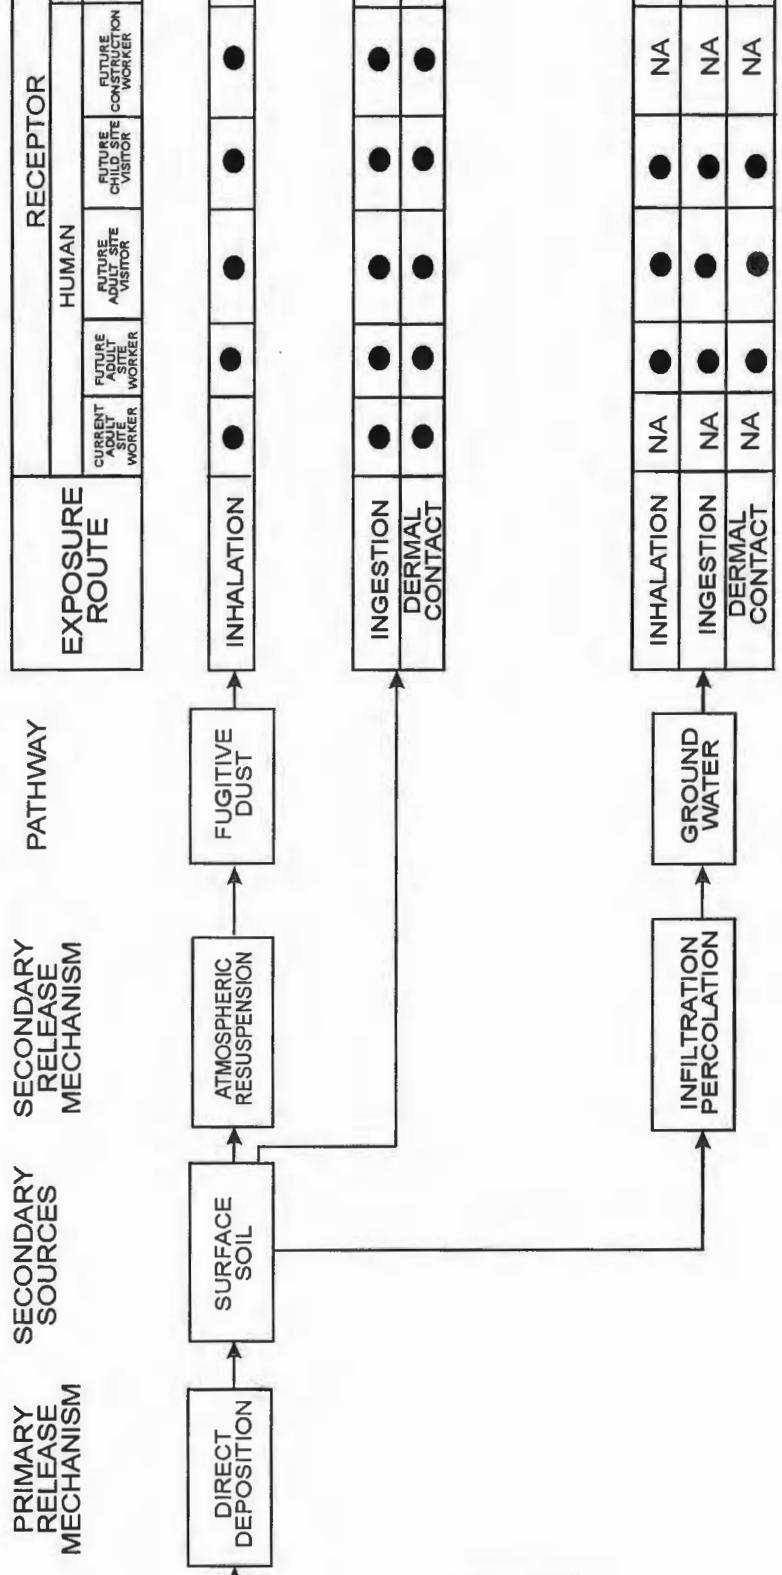 PRIMARY
RELEASE
MECHANISM
SECONDARY
SOURCES
SECONDARY
RELEASE
MECHANISM
PATHWAY
EXPOSURE
ROUTE
RECEPTOR
HUMAN
CURRENT
ADULT
SITE
WORKER
FUTURE
ADULT
SITE
WORKER
FUTURE
ADULT SITE
VISITOR
FUTURE
CHILD SITE
VISITOR
FUTURE
CONSTRUCTION
WORKER
DIRECT
DEPOSITION
SURFACE
SOIL
ATMOSPHERIC
RESUSPENSION
FUGITIVE
DUST
INHALATION
INGESTION
DERMAL
CONTACT
INFILTRATION
PERCOLATION
GROUND
WATER
INHALATION NA NA
INGESTION NA NA
DERMAL
CONTACT NA NA